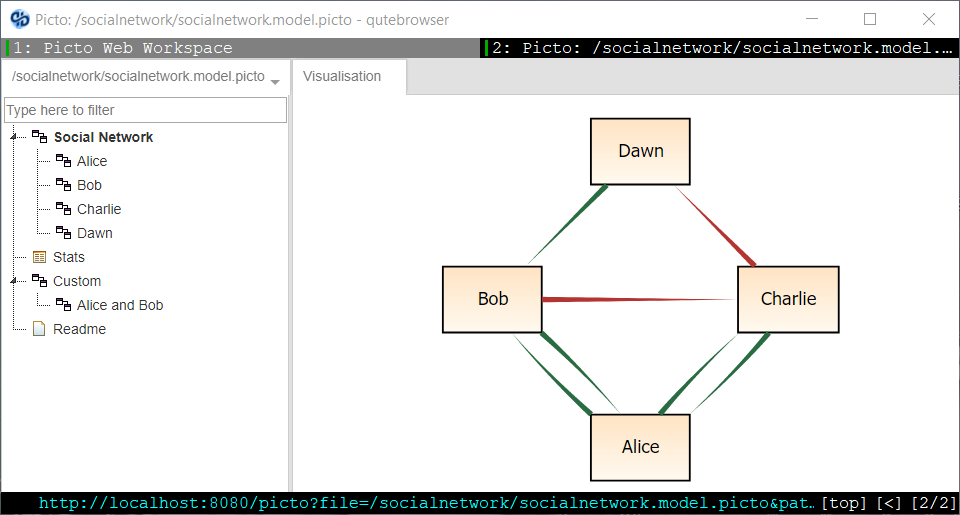 Picto: /socialnetwork/socialnetwork.model.picto - qutebrowser
1: Picto Web Workspace
2: Picto: /socialnetwork/socialnetwork.model.…
/socialnetwork/socialnetwork.model.picto
Visualisation
Type here to filter
Social Network
Alice
Bob
Charlie
Dawn
Stats
Custom
Alice and Bob
Readme
Dawn
Bob
Charlie
Alice
http://localhost:8080/picto?file=/socialnetwork/socialnetwork.model.picto&pat… [top] [<] [2/2]